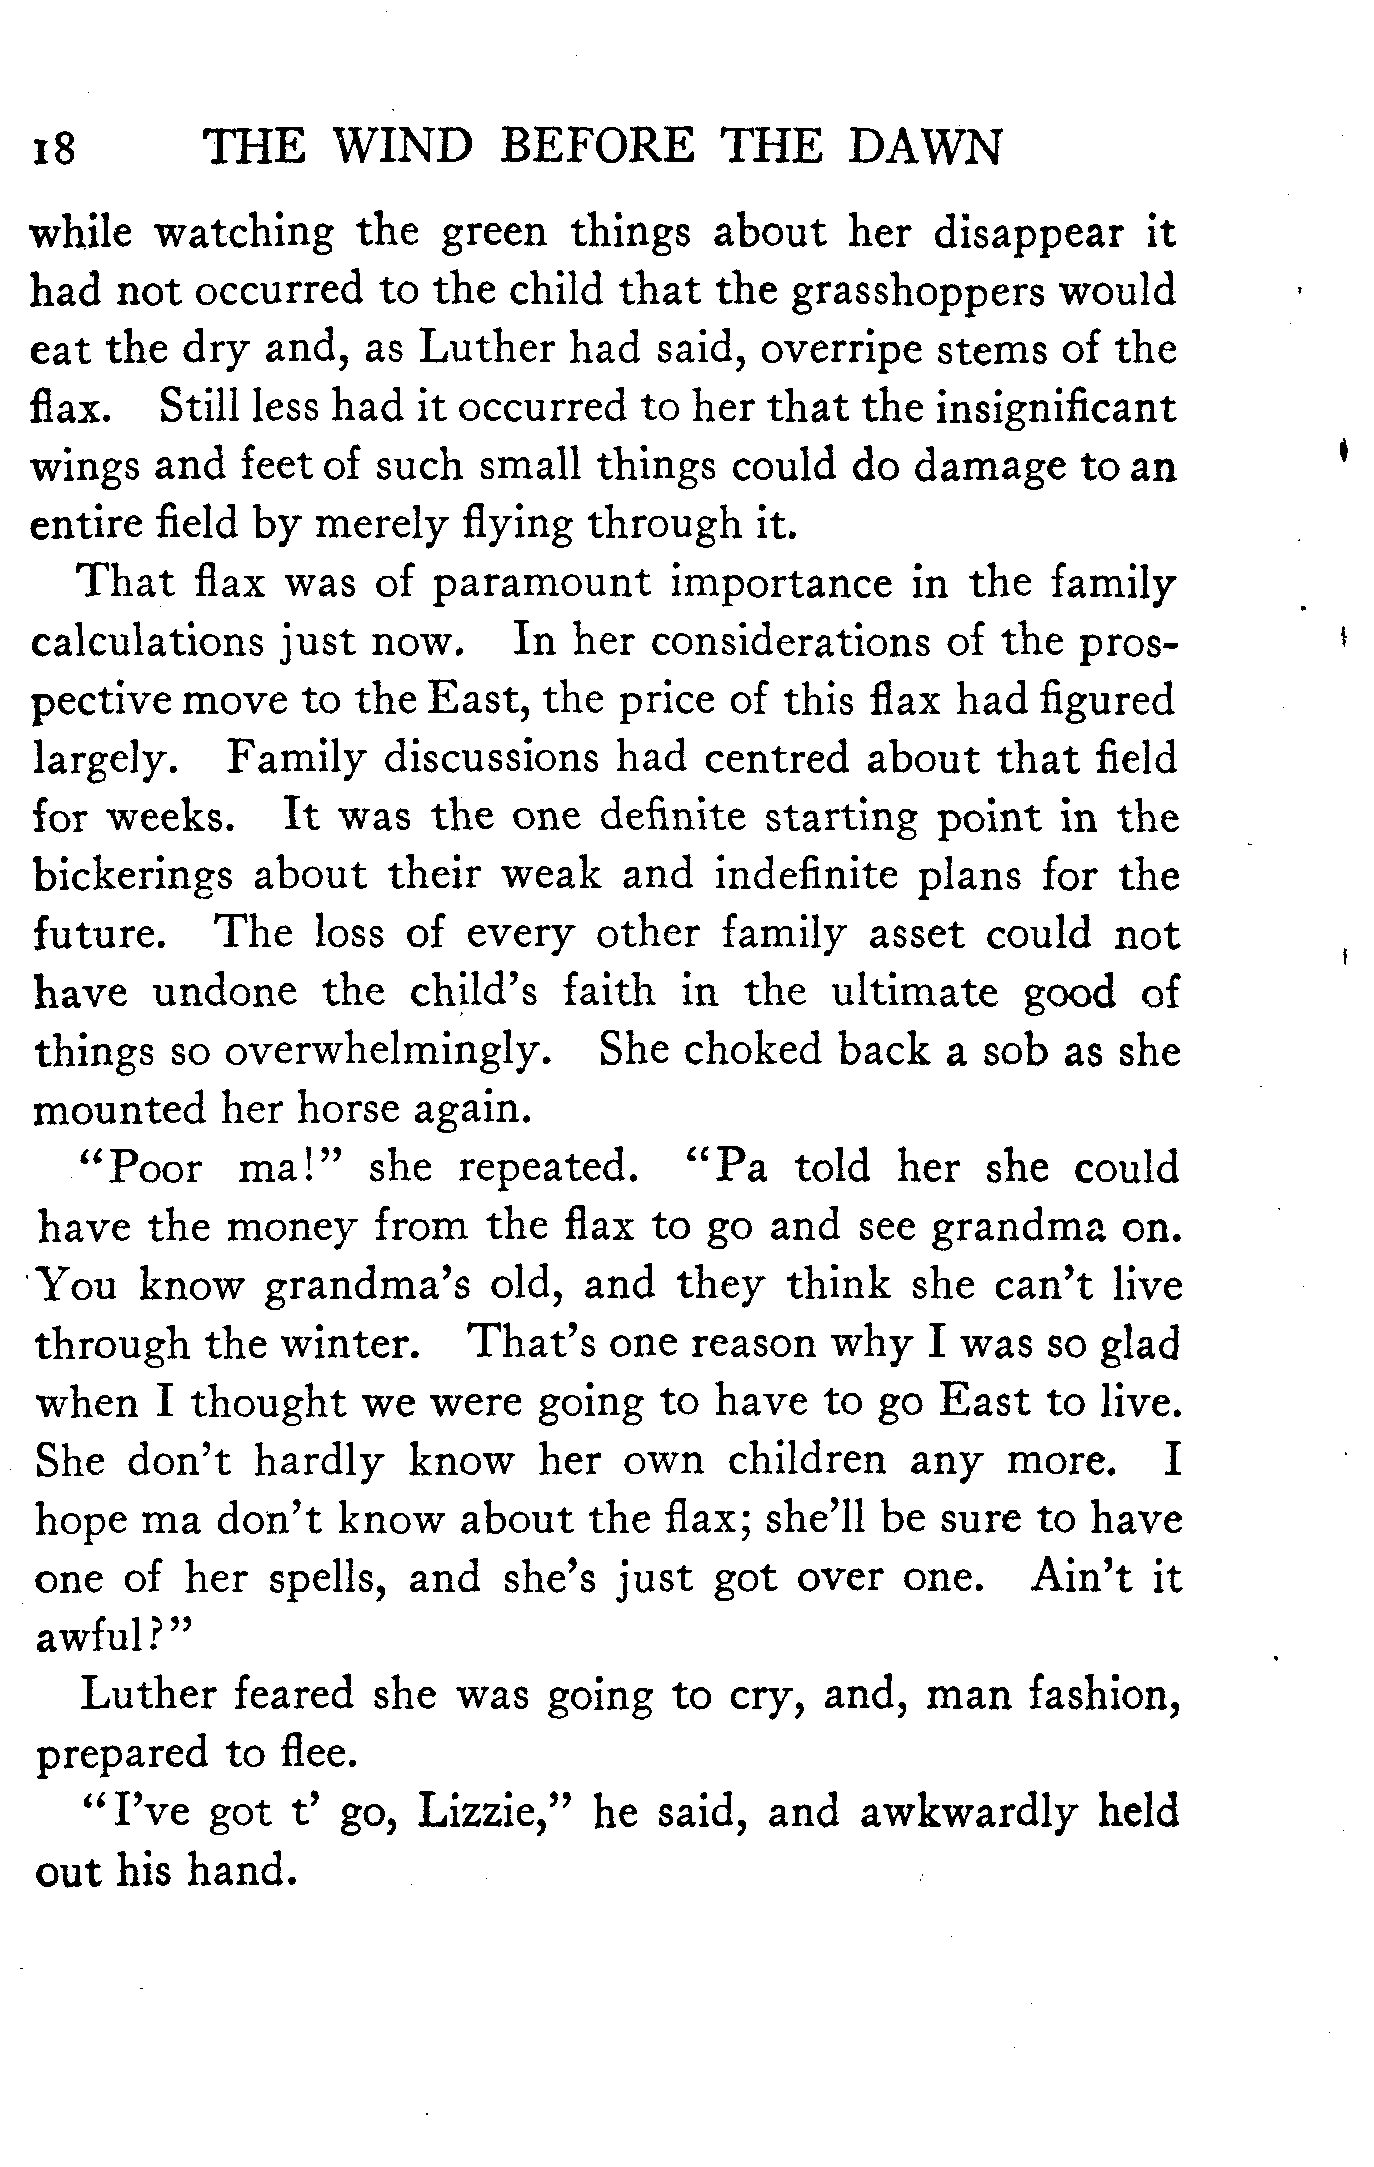 18 THE WIND BEFORE THE DAWN
while watching the green things about her disappear it
had not occurred to the child that the grasshoppers would
eat the dry and, as Luther had said, overripe stems of the
flax. Still less had it occurred to her that the insignificant
wings and feet of such small things could do damage to an
entire field by merely flying through it.
That flax was of paramount importance in the family
calculations just now. In her considerations of the pros-
pective move to the East, the price of this flax had figured
largely. Family discussions had centred about that field
for weeks. It was the one definite starting point in the
bickerings about their weak and indefinite plans for the
future. The loss of every other family asset could not
have undone the child's faith in the ultimate good of
things so overwhelmingly. She choked back a sob as she
mounted her horse again.
"Poor ma!" she repeated. "Pa told her she could
have the money from the flax to go and see grandma on.
You know grandma's old, and they think she can't live
through the winter. That's one reason why I was so glad
when I thought we were going to have to go East to live.
She don't hardly know her own children any more. I
hope ma don't know about the flax; she'll be sure to have
one of her spells, and she's just got over one. Ain't it
awful?"
Luther feared she was going to cry, and, man fashion,
prepared to flee.
"I've got t' go, Lizzie," he said, and awkwardly held
out his hand.